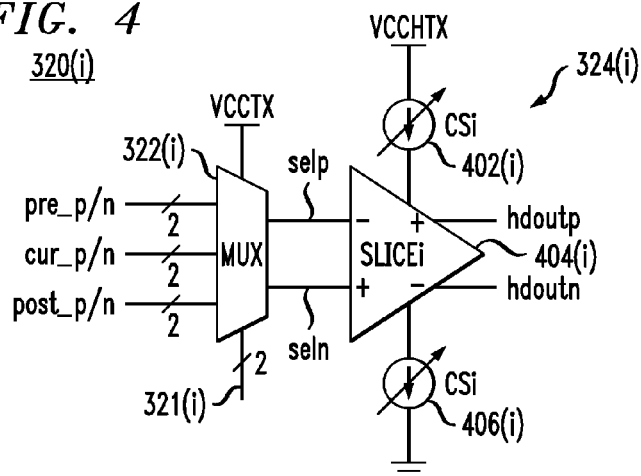 FIG. 4
320(i)
VCCHTX
324(i)
VCCTX
322(i)
CSi
402(i)
selp
pre_p/n
2
cur_p/n
2
post_p/n
2
MUX
-
+
SLICEi
+
-
hdoutp
404(i)
hdoutn
seln
2
321(i)
CSi
406(i)